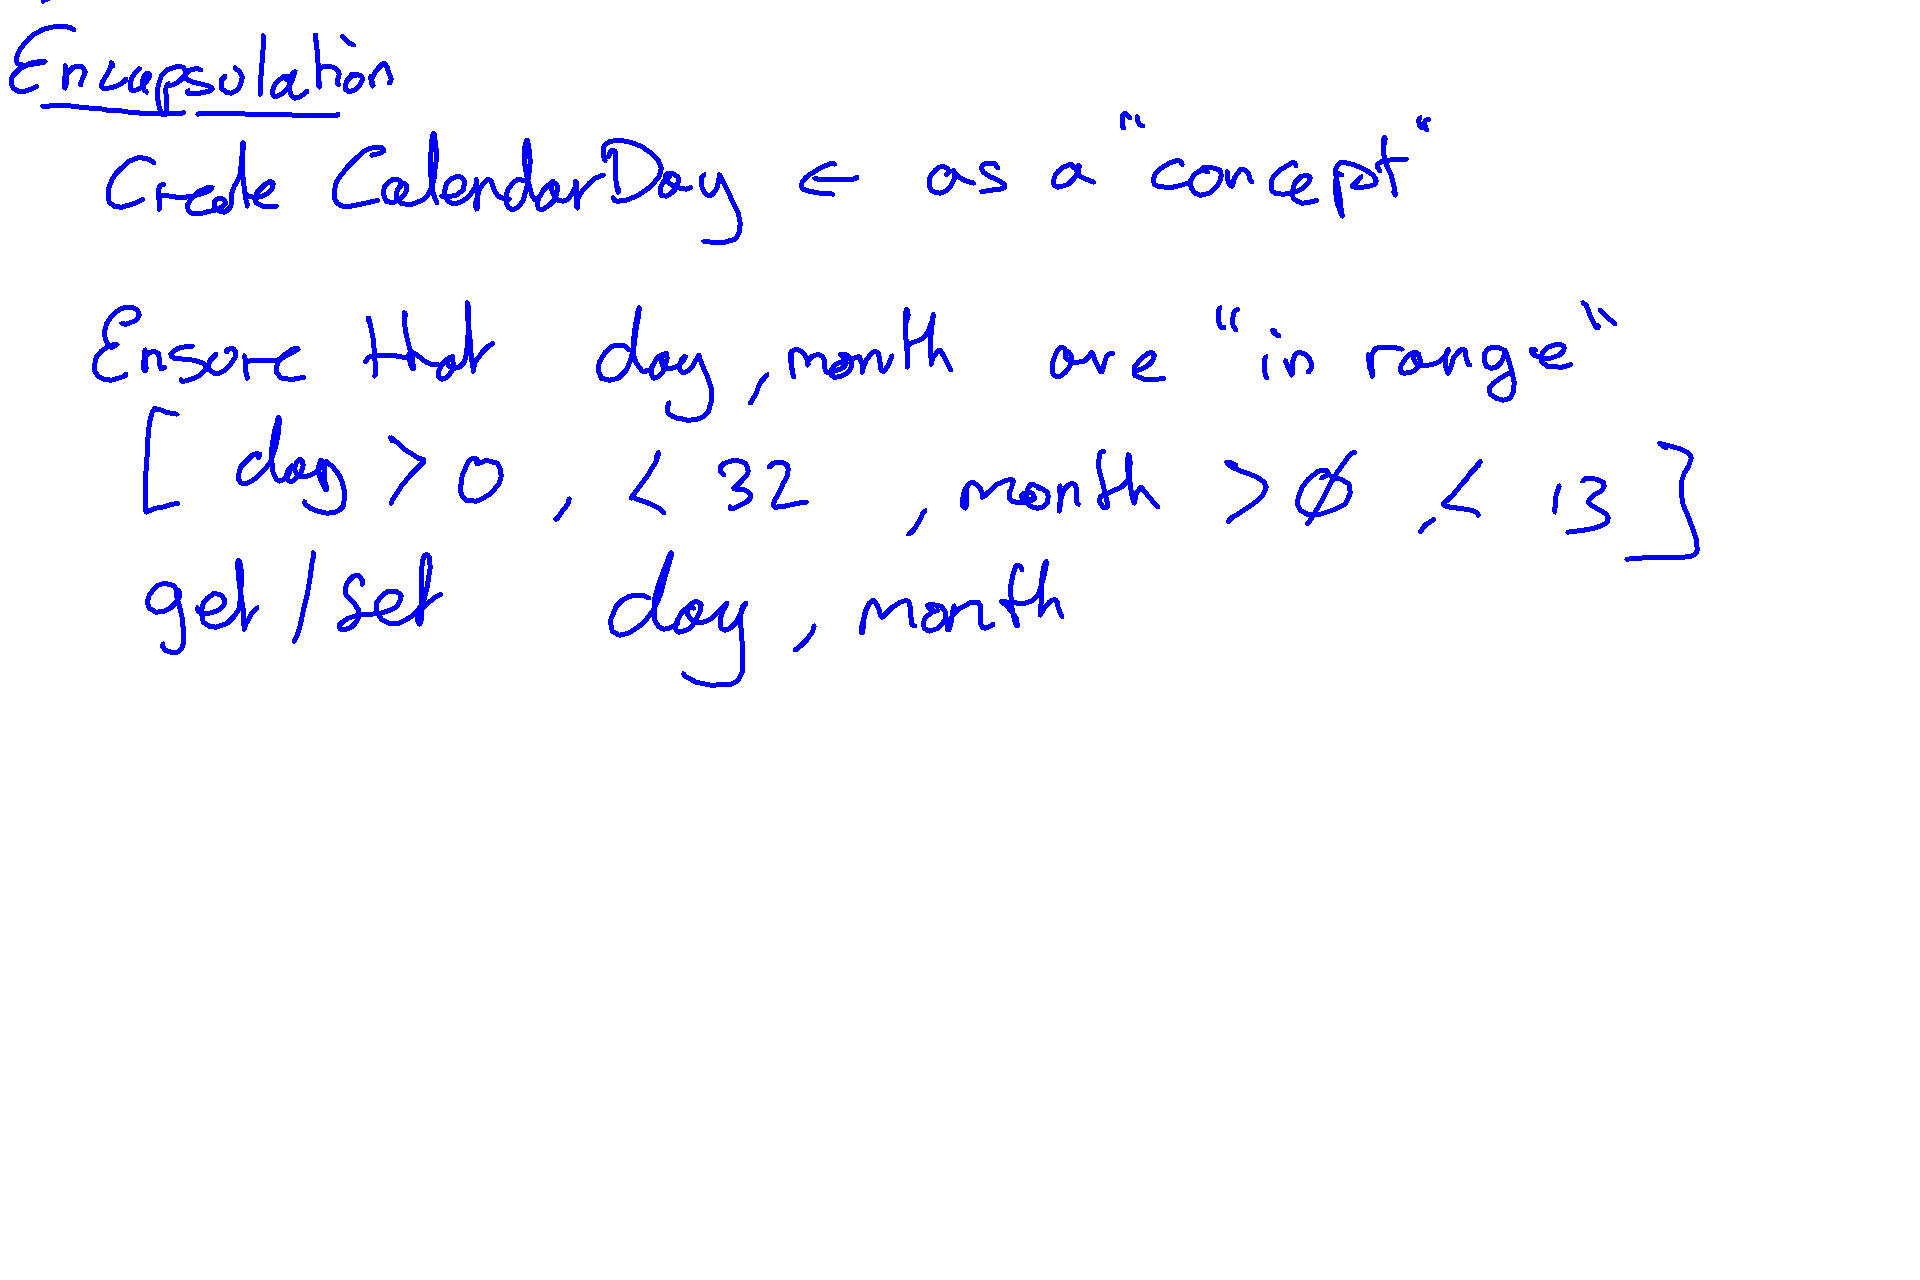 Encapsulation
Create CalendarDay ← as a "concept"
Ensure that day, month are "in range"
[ day > 0, < 32, month > 0, < 13 ]
get / set day, month